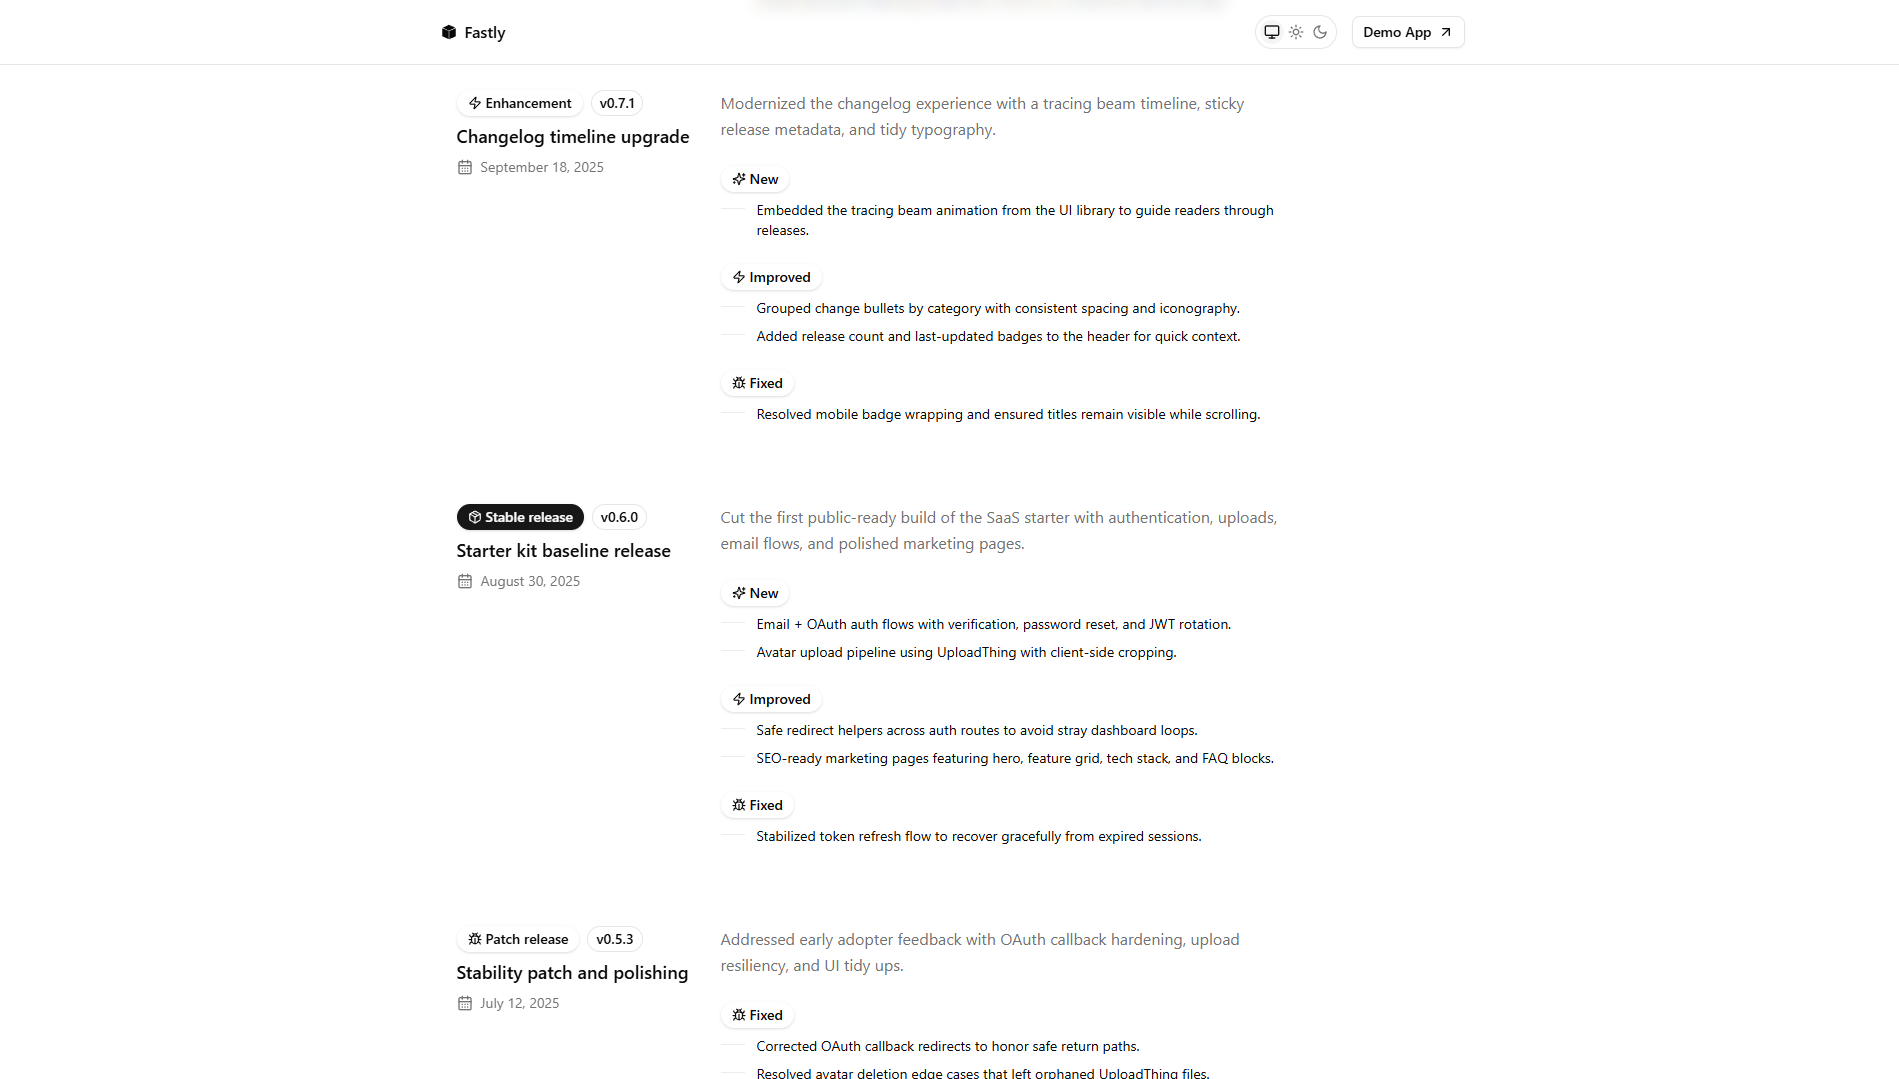 Fastly
Demo App
Enhancement
v0.7.1
Changelog timeline upgrade
September 18, 2025
Modernized the changelog experience with a tracing beam timeline, sticky
release metadata, and tidy typography.
New
Embedded the tracing beam animation from the UI library to guide readers through
releases.
Improved
Grouped change bullets by category with consistent spacing and iconography.
Added release count and last-updated badges to the header for quick context.
Fixed
Resolved mobile badge wrapping and ensured titles remain visible while scrolling.
Stable release
v0.6.0
Starter kit baseline release
August 30, 2025
Cut the first public-ready build of the SaaS starter with authentication, uploads,
email flows, and polished marketing pages.
New
Email + OAuth auth flows with verification, password reset, and JWT rotation.
Avatar upload pipeline using UploadThing with client-side cropping.
Improved
Safe redirect helpers across auth routes to avoid stray dashboard loops.
SEO-ready marketing pages featuring hero, feature grid, tech stack, and FAQ blocks.
Fixed
Stabilized token refresh flow to recover gracefully from expired sessions.
Patch release
v0.5.3
Stability patch and polishing
July 12, 2025
Addressed early adopter feedback with OAuth callback hardening, upload
resiliency, and UI tidy ups.
Fixed
Corrected OAuth callback redirects to honor safe return paths.
Resolved avatar deletion edge cases that left orphaned UploadThing files.